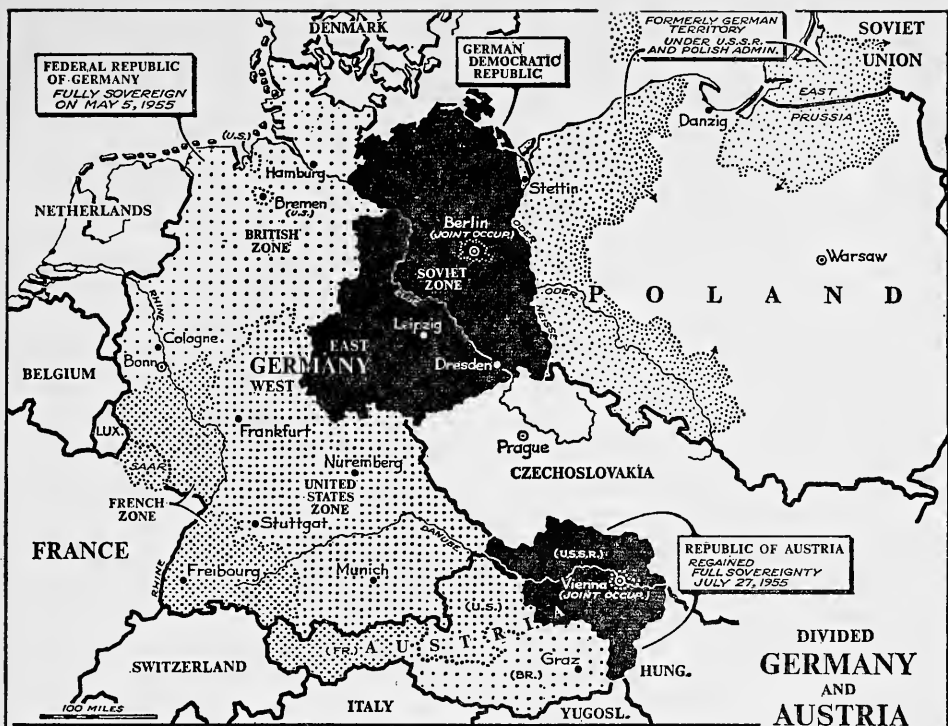 DENMARK
FEDERAL REPUBLIC
OF GERMANY
FULLY SOVEREIGN
ON MAY 5, 1955
GERMAN
DEMOCRATIC
REPUBLIC
FORMERLY GERMAN
TERRITORY
UNDER U.S.S.R.
AND POLISH ADMIN.
SOVIET
UNION
EAST
PRUSSIA
Danzig
(U.S.)
Hamburg
Bremen
(U.S.)
BRITISH
ZONE
NETHERLANDS
Stettin
Berlin
(JOINT OCCUP.)
SOVIET
ZONE
ODER
Warsaw
ODER
NEISSE
POLAND
RHINE
Cologne
Bonn
BELGIUM
LUX.
Leipzig
EAST
GERMANY
WEST
Dresden
Frankfurt
Prague
CZECHOSLOVAKIA
SAAR
FRENCH
ZONE
Nuremberg
UNITED
STATES
ZONE
FRANCE
Stuttgat
DANUBE
RHINE
Freibourg
Munich
(U.S.S.R.)
Vienna
(JOINT OCCUP.)
REPUBLIC OF AUSTRIA
REGAINED
FULL SOVEREIGNTY
JULY 27, 1955
(U.S.)
(FR.)
AUSTRIA
(BR.)
Graz
HUNG.
SWITZERLAND
ITALY
YUGOSL.
100 MILES
DIVIDED
GERMANY
AND
AUSTRIA